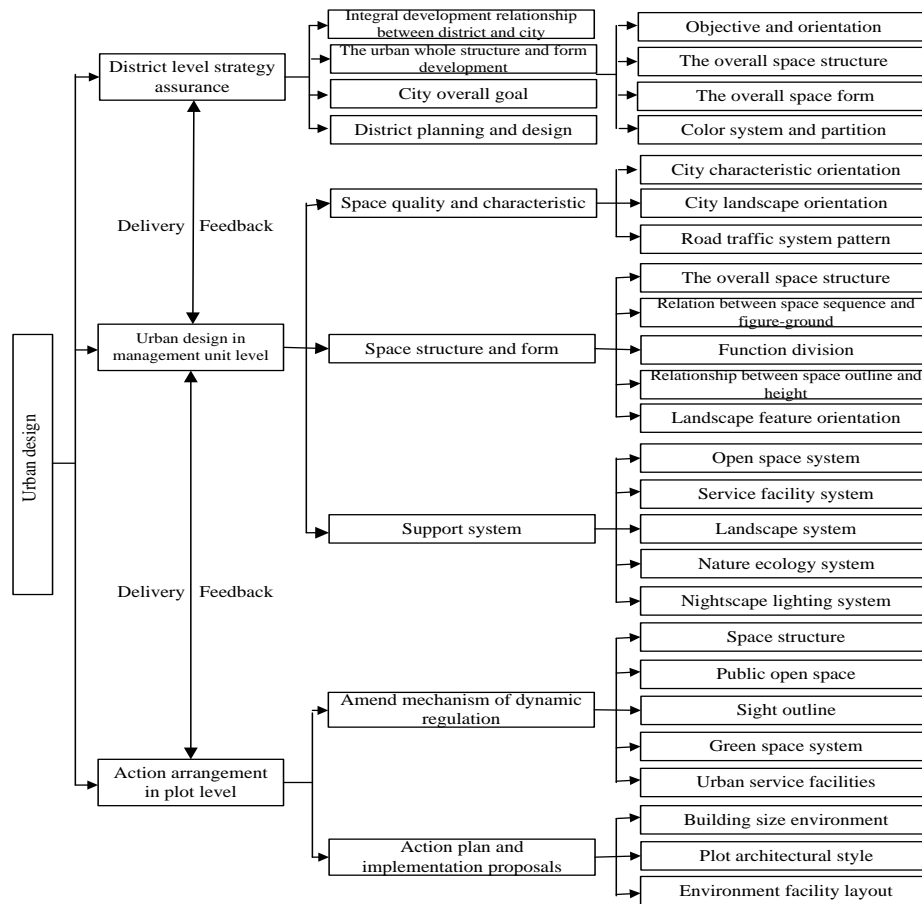 Urban design
District level strategy
assurance
Delivery
Feedback
Urban design in
management unit level
Delivery
Feedback
Action arrangement
in plot level
Integral development relationship
between district and city
The urban whole structure and form
development
City overall goal
District planning and design
Space quality and characteristic
Space structure and form
Support system
Amend mechanism of dynamic
regulation
Action plan and
implementation proposals
Objective and orientation
The overall space structure
The overall space form
Color system and partition
City characteristic orientation
City landscape orientation
Road traffic system pattern
The overall space structure
Relation between space sequence and
figure-ground
Function division
Relationship between space outline and
height
Landscape feature orientation
Open space system
Service facility system
Landscape system
Nature ecology system
Nightscape lighting system
Space structure
Public open space
Sight outline
Green space system
Urban service facilities
Building size environment
Plot architectural style
Environment facility layout